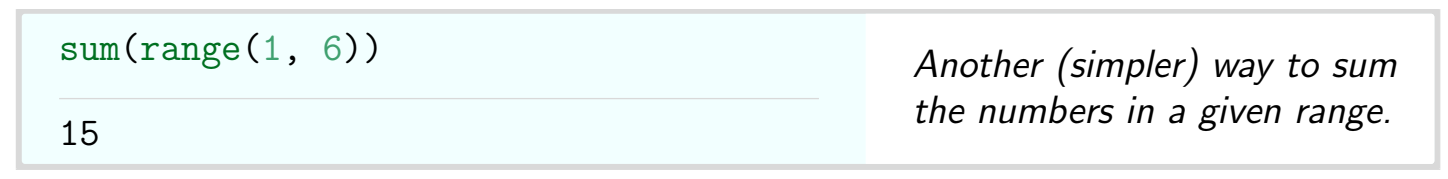 sum(range(1, 6))
15
Another (simpler) way to sum
the numbers in a given range.